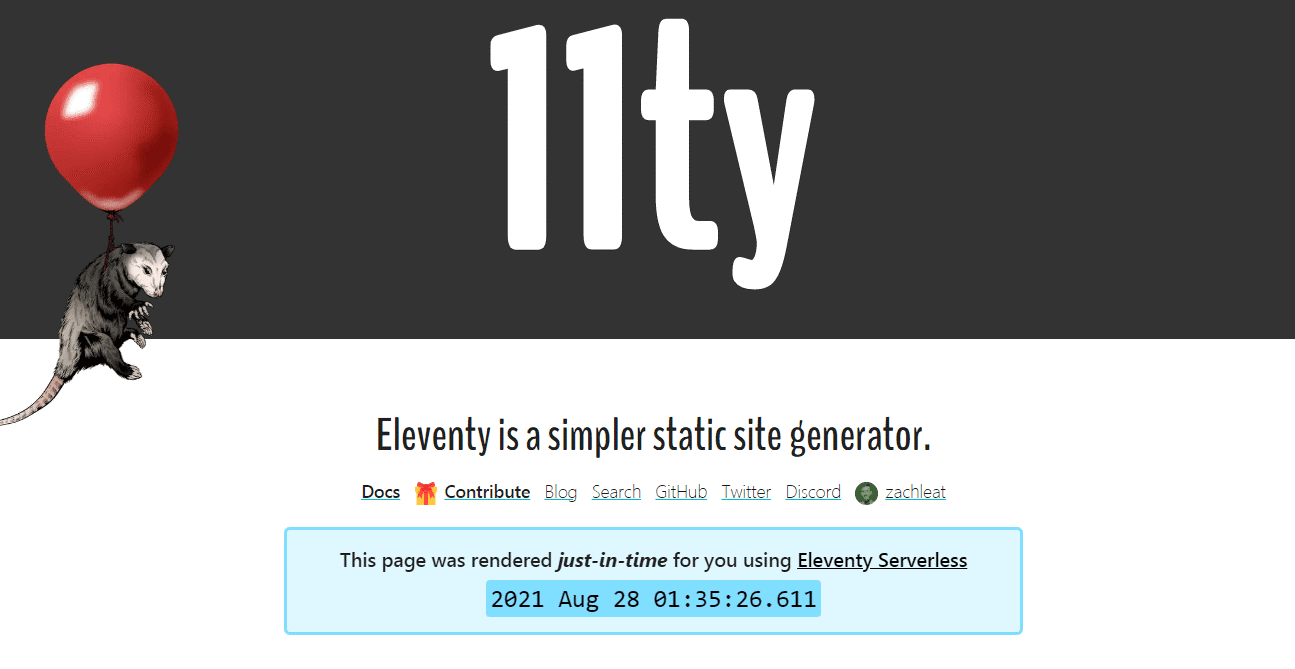 11ty
Eleventy is a simpler static site generator.
Docs Contribute Blog Search GitHub Twitter Discord zachleat
This page was rendered just-in-time for you using Eleventy Serverless
2021 Aug 28 01:35:26.611